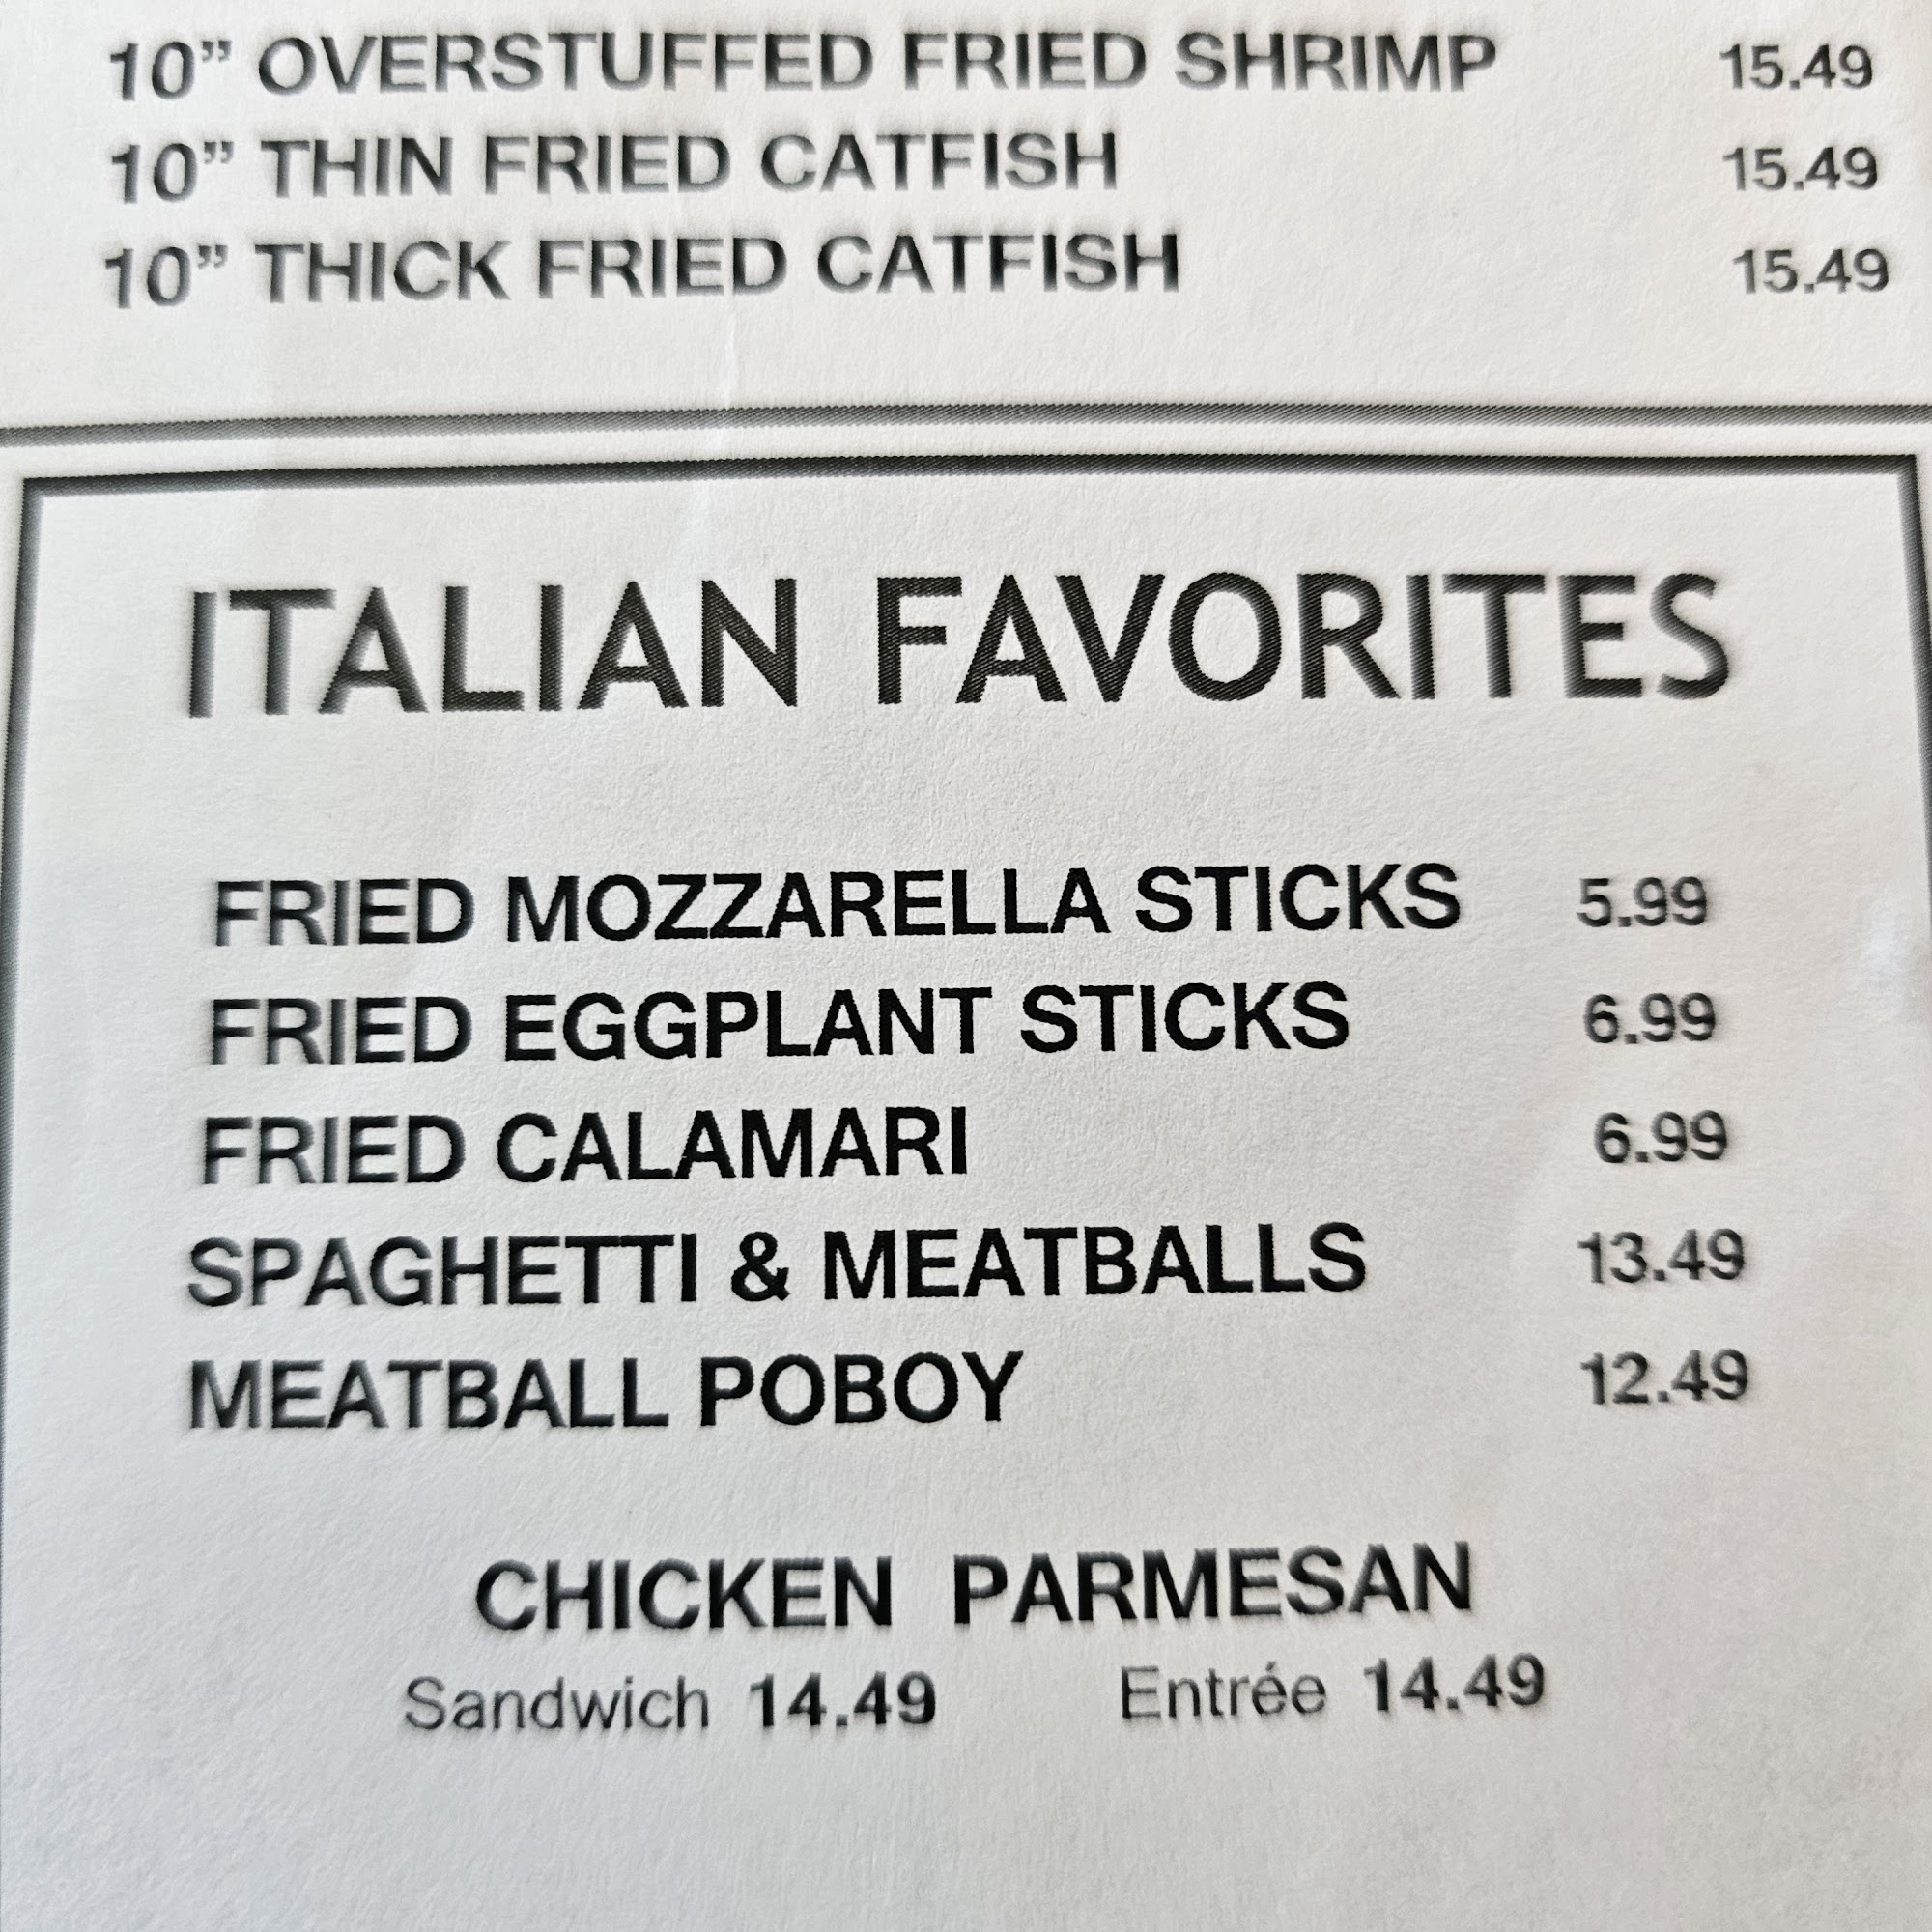 10” OVERSTUFFED FRIED SHRIMP 15.49
10” THIN FRIED CATFISH 15.49
10” THICK FRIED CATFISH 15.49
ITALIAN FAVORITES
FRIED MOZZARELLA STICKS 5.99
FRIED EGGPLANT STICKS 6.99
FRIED CALAMARI 6.99
SPAGHETTI & MEATBALLS 13.49
MEATBALL POBOY 12.49
CHICKEN PARMESAN
Sandwich 14.49 Entrée 14.49